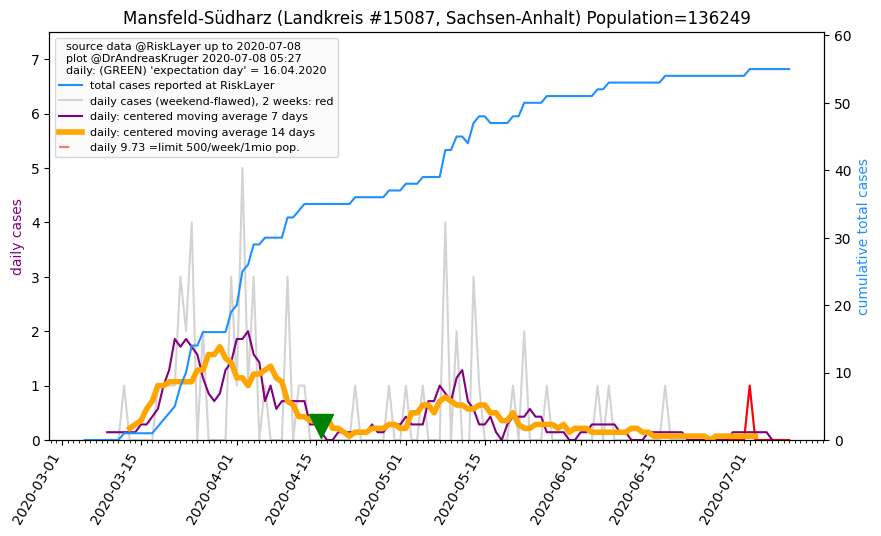 Mansfeld-Südharz (Landkreis #15087, Sachsen-Anhalt) Population=136249
source data @RiskLayer up to 2020-07-08
plot @DrAndreasKruger 2020-07-08 05:27
daily: (GREEN) 'expectation day' = 16.04.2020
total cases reported at RiskLayer
daily cases (weekend-flawed), 2 weeks: red
daily: centered moving average 7 days
daily: centered moving average 14 days
daily 9.73 =limit 500/week/1mio pop.
daily cases
7
6
5
4
3
2
1
0
60
50
40
30
20
10
0
cumulative total cases
2020-03-01
2020-03-15
2020-04-01
2020-04-15
2020-05-01
2020-05-15
2020-06-01
2020-06-15
2020-07-01